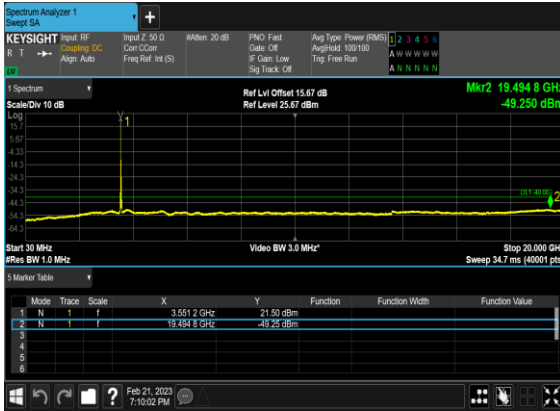 Spectrum Analyzer 1
Swept SA
+
KEYSIGHT Input: RF Input Z: 50 Ω #Atten: 20 dB PNO: Fast Avg Type: Power (RMS) 1 2 3 4 5 6
R T Coupling: DC Corr CCorr Gate: Off Avg|Hold: 100/100 A W W W W W
Align: Auto Freq Ref: Int (S) IF Gain: Low Trig: Free Run
Sig Track: Off A N N N N N
1 Spectrum Ref Lvl Offset 15.67 dB Mkr2 19.494 8 GHz
Scale/Div 10 dB Ref Level 25.67 dBm -49.250 dBm
Log
15.7
5.67
-4.33
-14.3
-24.3
-34.3
-44.3
-54.3
-64.3
1
2
Start 30 MHz Video BW 3.0 MHz* Stop 20.000 GHz
#Res BW 1.0 MHz Sweep 34.7 ms (40001 pts
5 Marker Table
Mode Trace Scale X Y Function Function Width Function Value
1 N 1 f 3.551 2 GHz 21.50 dBm
2 N 1 f 19.494 8 GHz -49.25 dBm
3
4
5
6
? Feb 21, 2023
7:10:02 PM